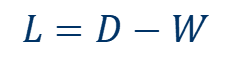 L = D − W